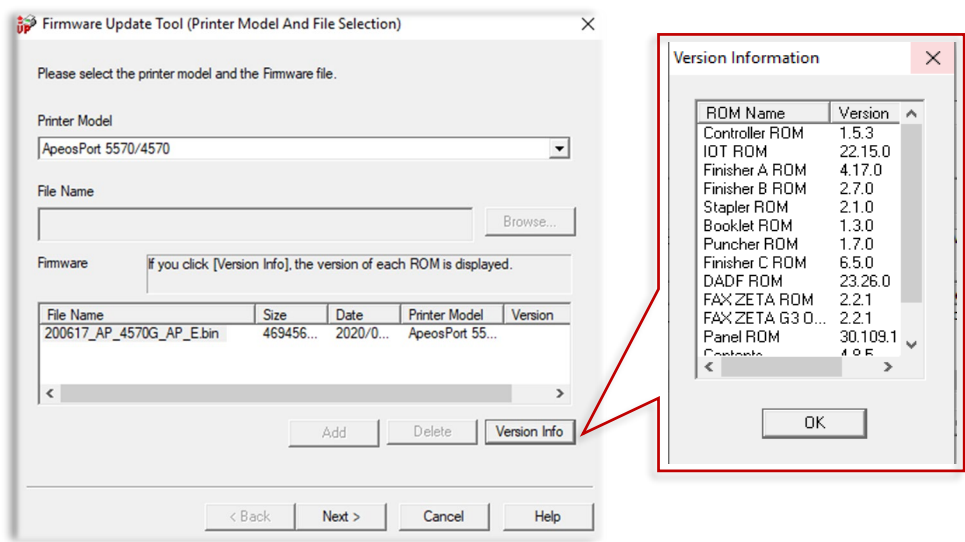 Firmware Update Tool (Printer Model And File Selection)
Please select the printer model and the Firmware file.
Printer Model
ApeosPort 5570/4570
File Name
Browse...
Firmware
If you click [Version Info], the version of each ROM is displayed.
File Name Size Date Printer Model Version
200617_AP_4570G_AP_E.bin 469456... 2020/0... ApeosPort 55...
Add Delete Version Info
< Back Next > Cancel Help
Version Information
ROM Name Version
Controller ROM 1.5.3
IOT ROM 22.15.0
Finisher A ROM 4.17.0
Finisher B ROM 2.7.0
Stapler ROM 2.1.0
Booklet ROM 1.3.0
Puncher ROM 1.7.0
Finisher C ROM 6.5.0
DADF ROM 23.26.0
FAX ZETA ROM 2.2.1
FAX ZETA G3 O... 2.2.1
Panel ROM 30.109.1
Contents
OK